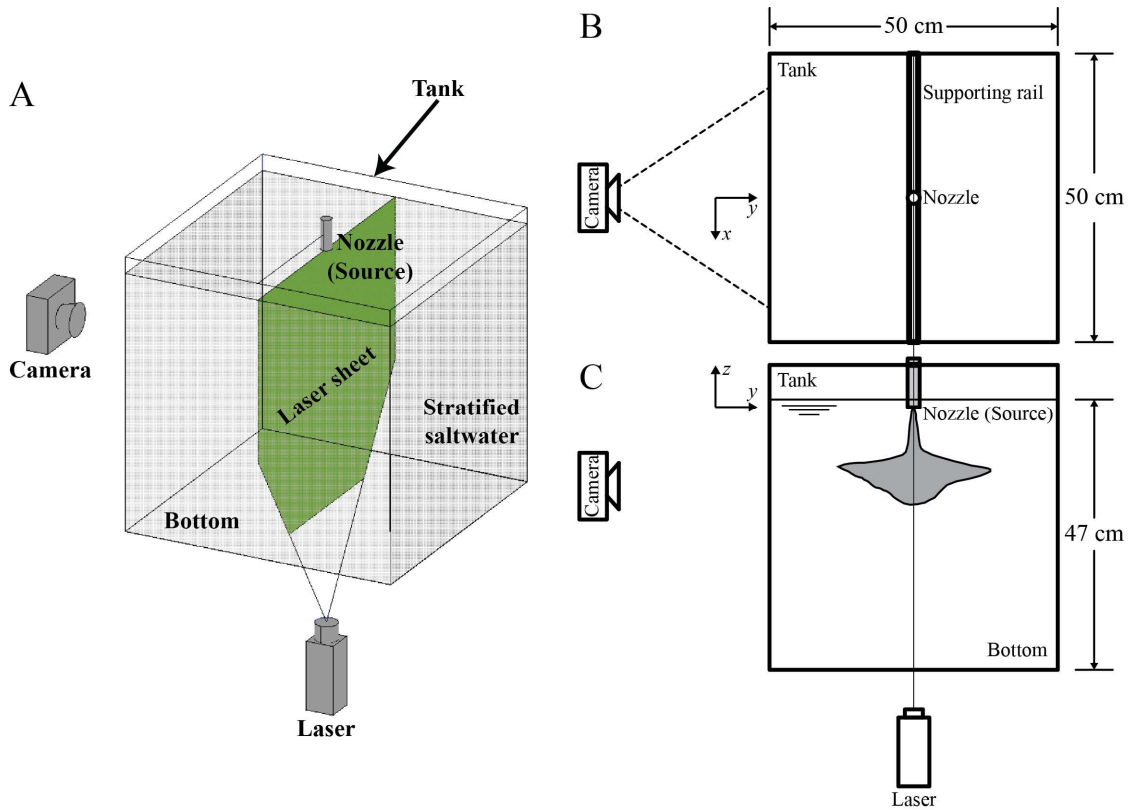 A
Tank
Nozzle
(Source)
Camera
Laser sheet
Stratified
saltwater
Bottom
Laser
B
50 cm
Tank
Supporting rail
Camera
y
x
Nozzle
50 cm
C
z
y
Tank
Nozzle (Source)
Camera
47 cm
Bottom
Laser